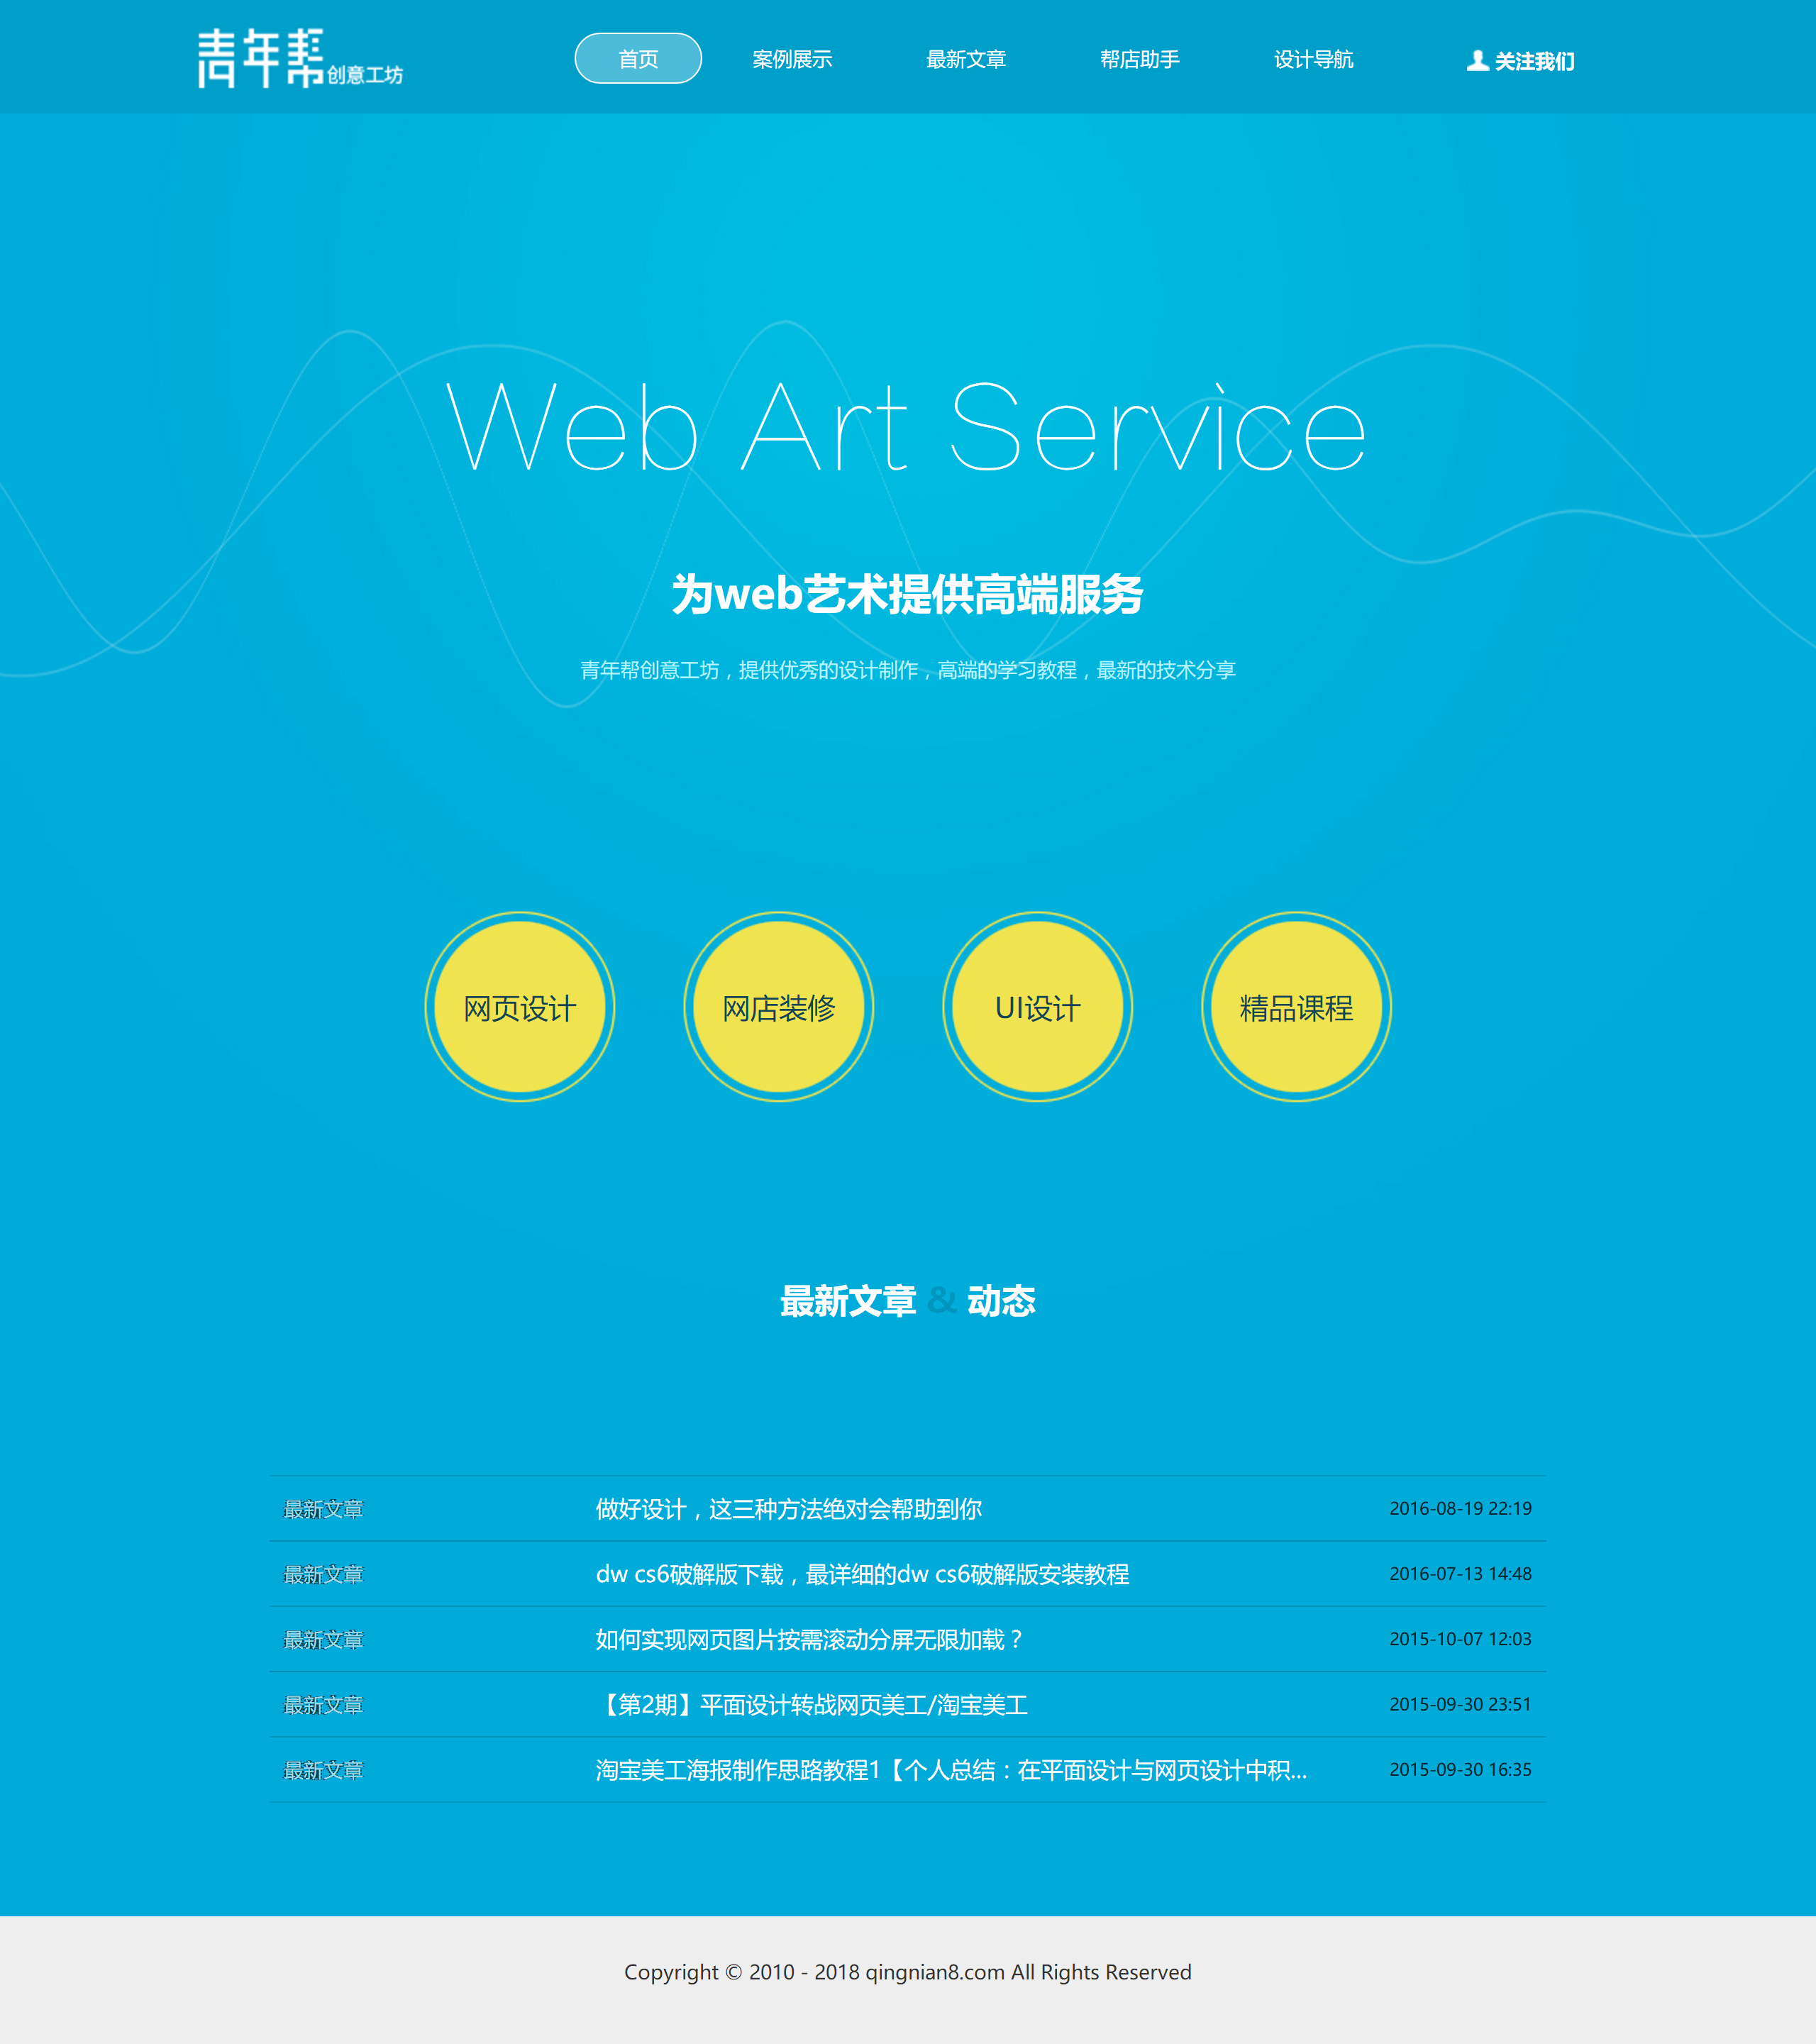 青年帮创意工坊
首页 案例展示 最新文章 帮店助手 设计导航 关注我们
Web Art Service
为web艺术提供高端服务
青年帮创意工坊，提供优秀的设计制作，高端的学习教程，最新的技术分享
网页设计 网店装修 UI设计 精品课程
最新文章 & 动态
最新文章 做好设计，这三种方法绝对会帮助到你 2016-08-19 22:19
最新文章 dw cs6破解版下载，最详细的dw cs6破解版安装教程 2016-07-13 14:48
最新文章 如何实现网页图片按需滚动分屏无限加载？ 2015-10-07 12:03
最新文章 【第2期】平面设计转战网页美工/淘宝美工 2015-09-30 23:51
最新文章 淘宝美工海报制作思路教程1【个人总结：在平面设计与网页设计中积... 2015-09-30 16:35
Copyright © 2010 - 2018 qingnian8.com All Rights Reserved